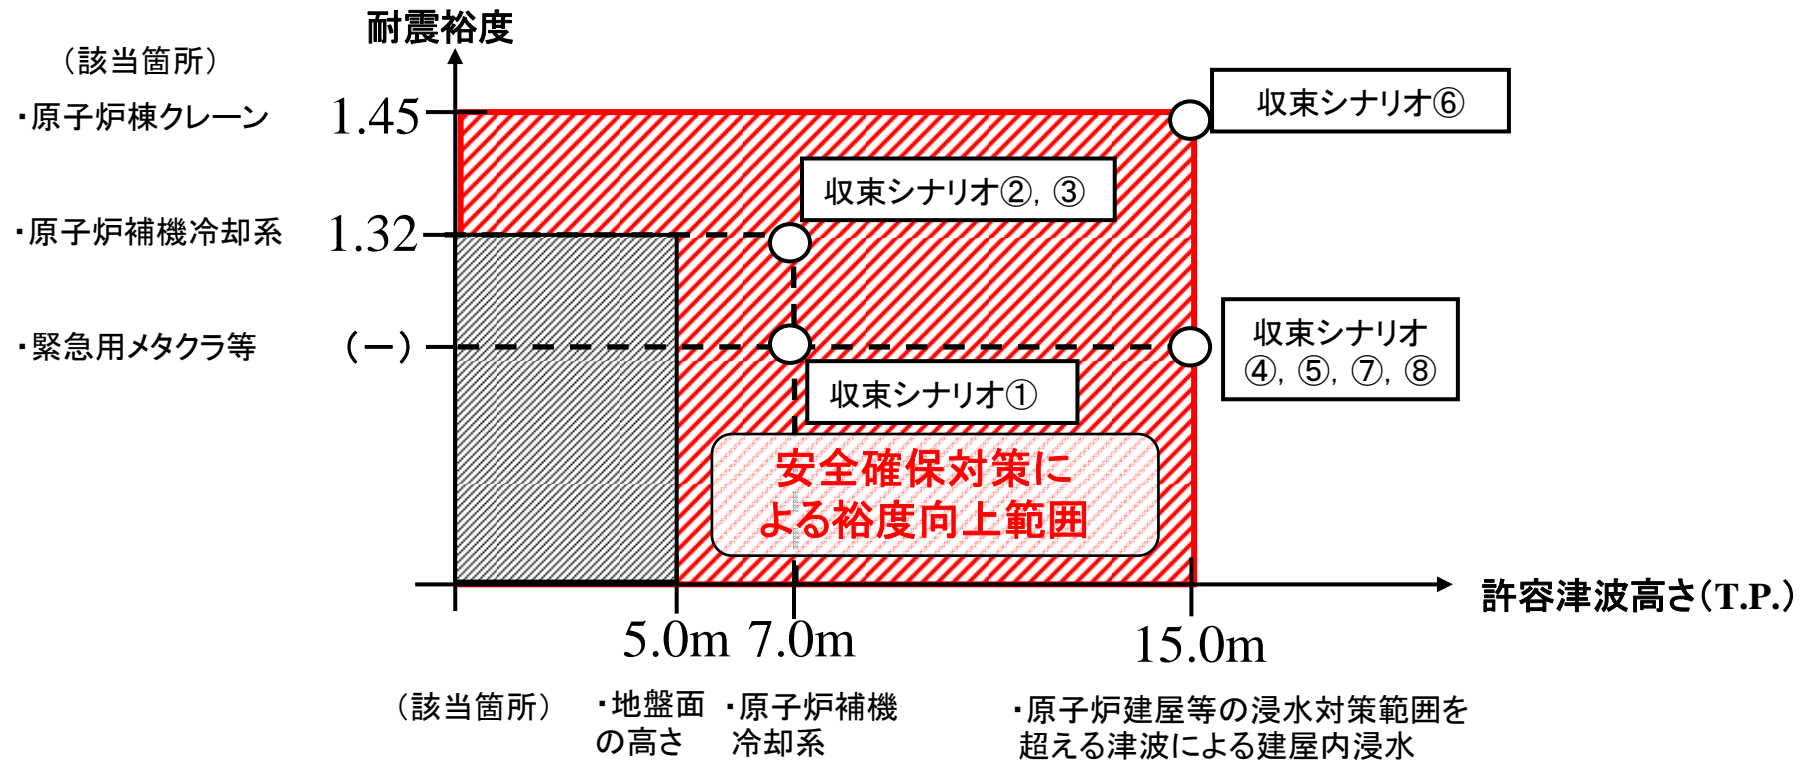 耐震裕度
（該当箇所）
・原子炉棟クレーン
1.45
収束シナリオ⑥
収束シナリオ②，③
・原子炉補機冷却系
1.32
・緊急用メタクラ等
（－）
収束シナリオ
④，⑤，⑦，⑧
収束シナリオ①
安全確保対策に
よる裕度向上範囲
許容津波高さ（T.P.）
5.0m
7.0m
15.0m
（該当箇所）
・地盤面
の高さ
・原子炉補機
冷却系
・原子炉建屋等の浸水対策範囲を
超える津波による建屋内浸水